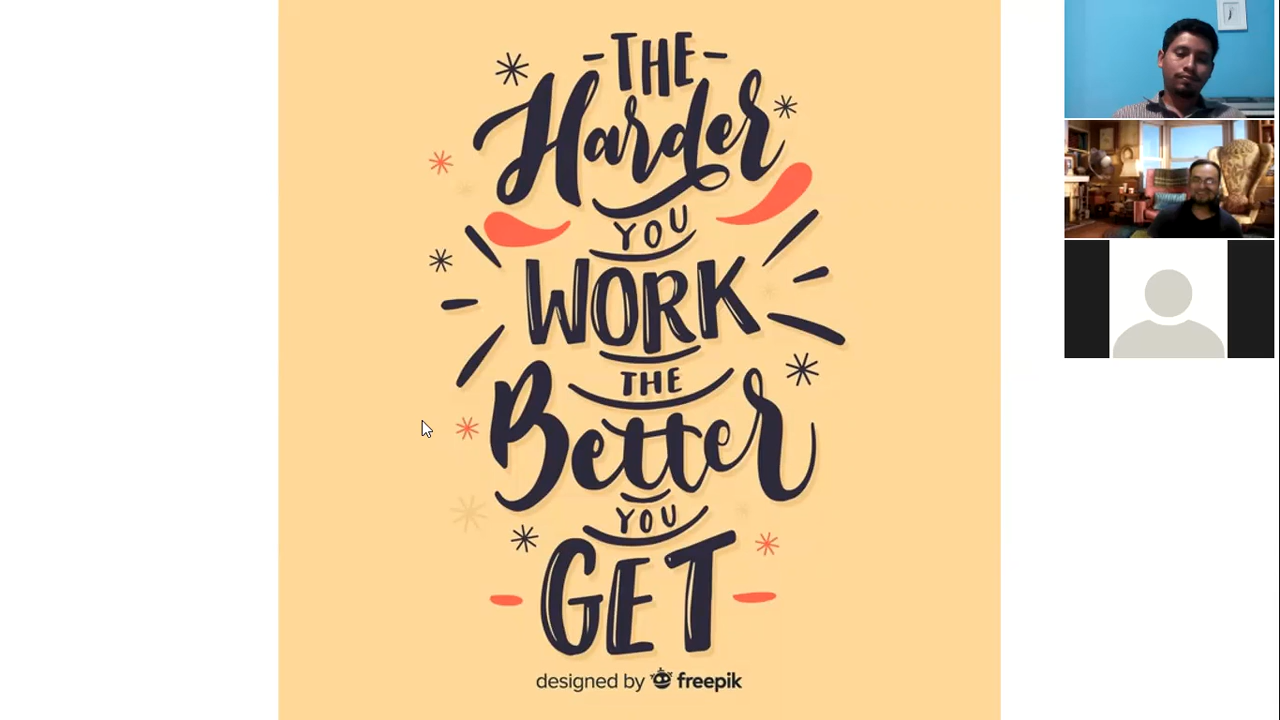 THE
Harder
YOU
WORK
THE
Better
YOU
GET
designed by freepik